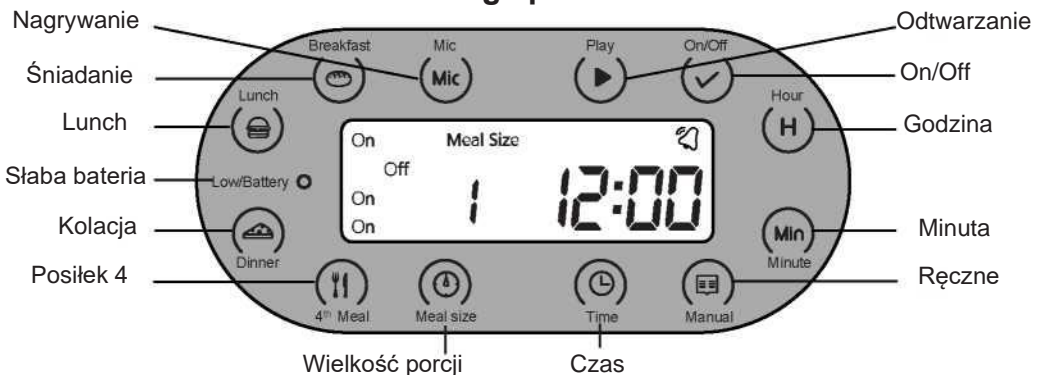 Nagrywanie
Odtwarzanie
Breakfast
Mic
Play
On/Off
Śniadanie
Mic
On/Off
Lunch
Hour
Lunch
H
Godzina
On
Meal Size
Off
1
12:00
Słaba bateria
Low/Battery
On
On
Kolacja
Min
Minuta
Dinner
Minute
Posiłek 4
Ręczne
4th Meal
Meal size
Time
Manual
Wielkość porcji
Czas